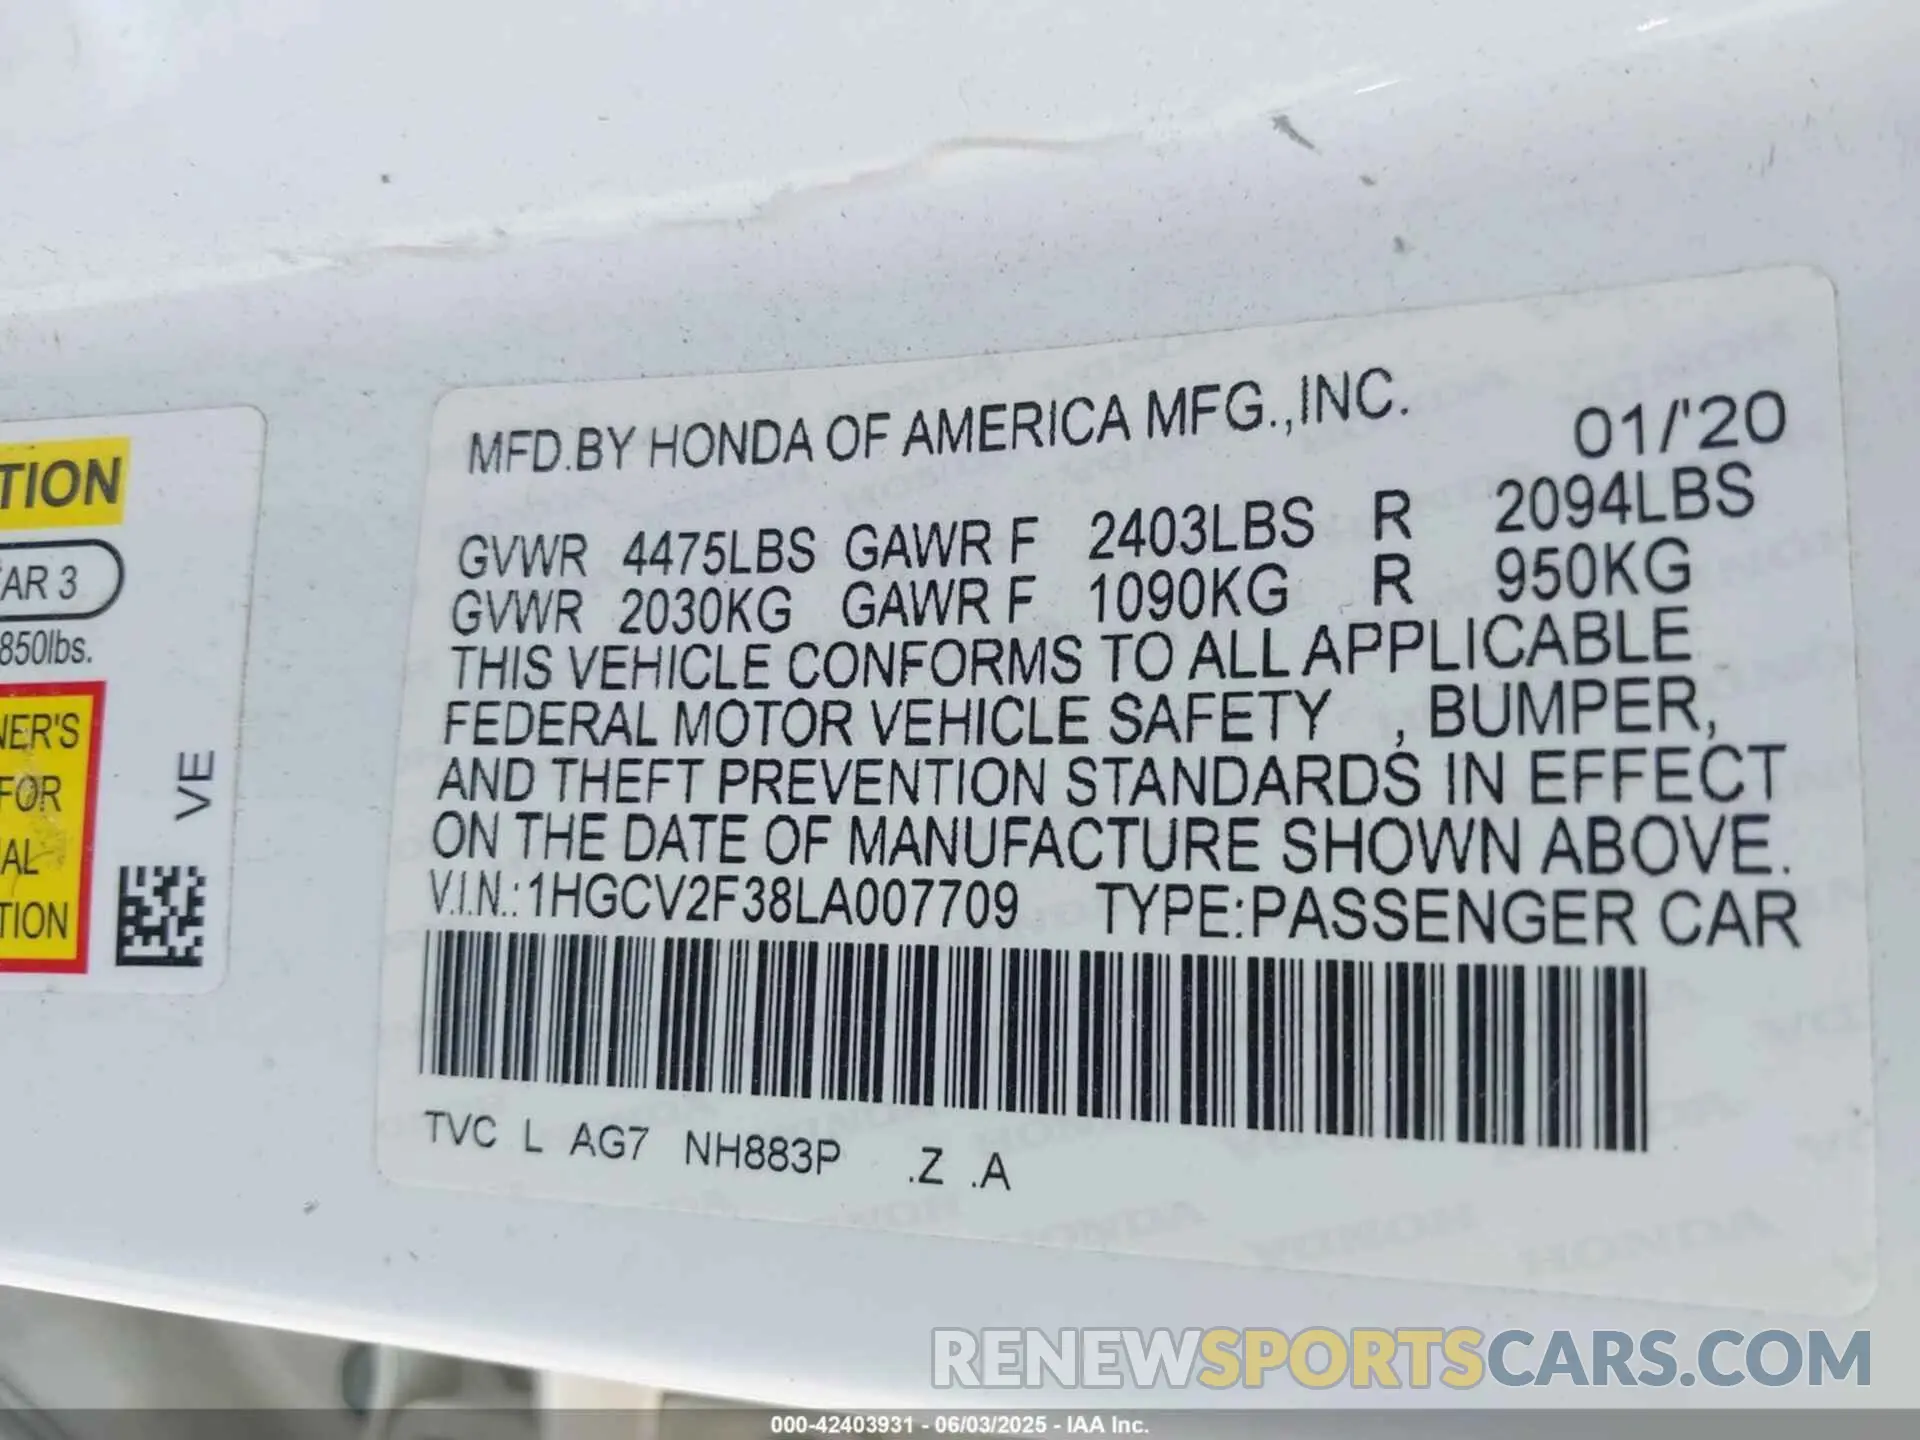 TION
AR 3
850lbs.
NER'S
FOR
AL
TION
VE
MFD.BY HONDA OF AMERICA MFG.,INC. 01/'20
GVWR 4475LBS GAWR F 2403LBS R 2094LBS
GVWR 2030KG GAWR F 1090KG R 950KG
THIS VEHICLE CONFORMS TO ALL APPLICABLE
FEDERAL MOTOR VEHICLE SAFETY , BUMPER,
AND THEFT PREVENTION STANDARDS IN EFFECT
ON THE DATE OF MANUFACTURE SHOWN ABOVE.
V.I.N.:1HGCV2F38LA007709 TYPE:PASSENGER CAR
TVC L AG7 NH883P .Z .A
RENEWSPORTSCARS.COM
000-42403931 - 06/03/2025 - IAA Inc.